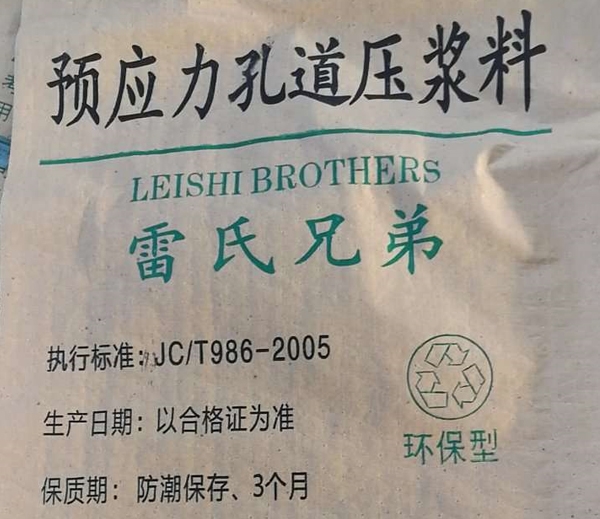 预应力孔道压浆料
LEISHI BROTHERS
雷氏兄弟
执行标准:JC/T986-2005
生产日期:以合格证为准
保质期:防潮保存、3个月
环保型